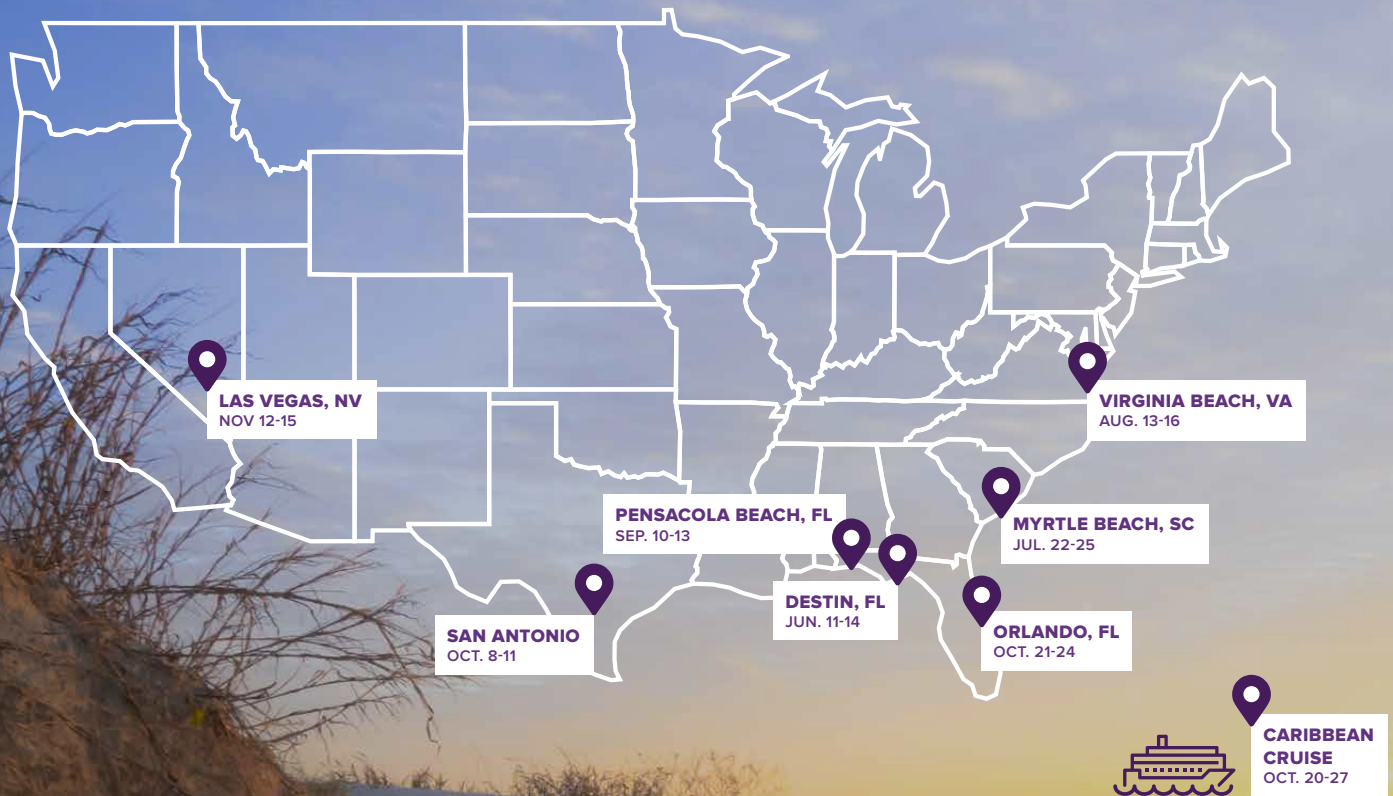 LAS VEGAS, NV
NOV 12-15
VIRGINIA BEACH, VA
AUG. 13-16
PENSACOLA BEACH, FL
SEP. 10-13
MYRTLE BEACH, SC
JUL. 22-25
DESTIN, FL
JUN. 11-14
SAN ANTONIO
OCT. 8-11
ORLANDO, FL
OCT. 21-24
CARIBBEAN
CRUISE
OCT. 20-27